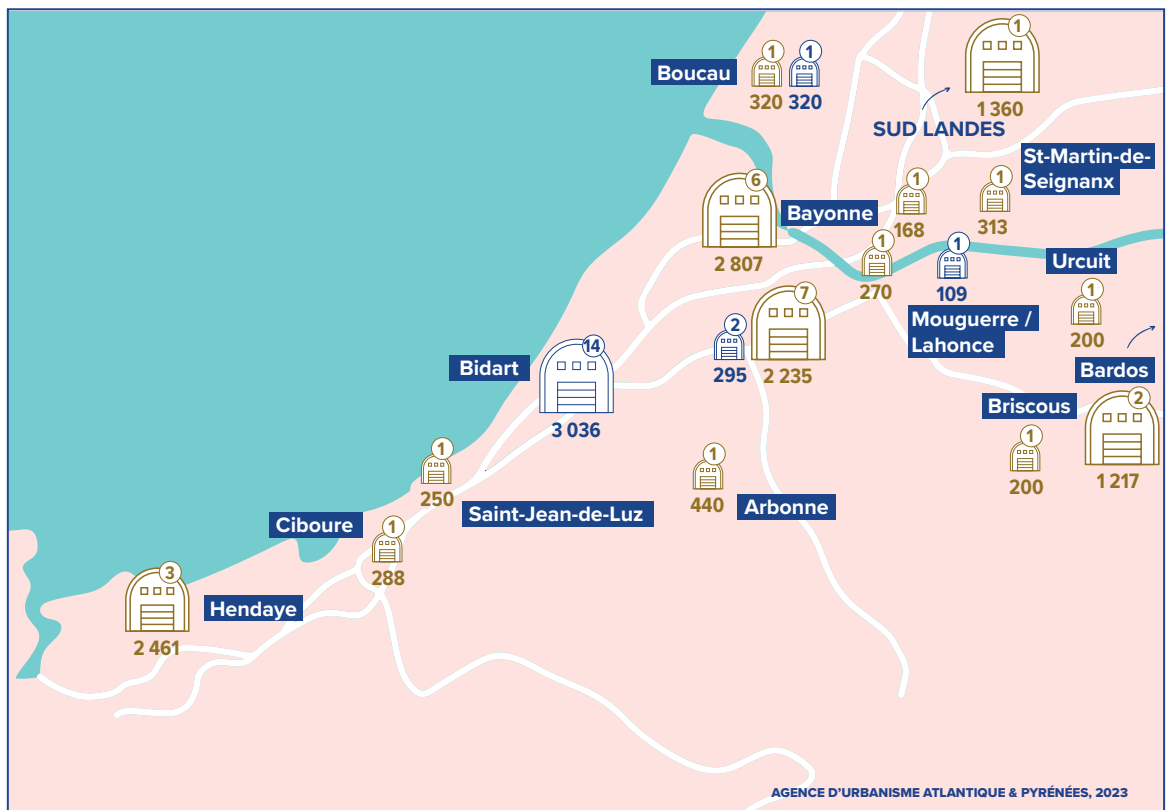 1
1
1
Boucau
320
320
1 360
SUD LANDES
St-Martin-de-
Seignanx
6
1
1
Bayonne
168
313
2 807
1
1
270
109
Urcuit
7
2
1
Mouguerre /
Lahonce
200
295
2 235
14
Bidart
3 036
Bardos
Briscous
2
1
200
1 217
1
250
1
440
Saint-Jean-de-Luz
Arbonne
Ciboure
1
288
3
Hendaye
2 461
AGENCE D'URBANISME ATLANTIQUE & PYRÉNÉES, 2023